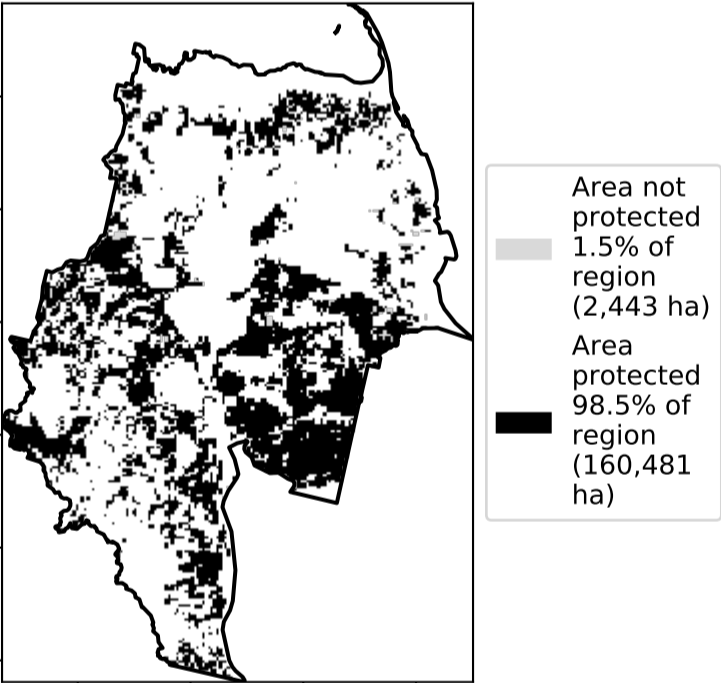 Area not
protected
1.5% of
region
(2,443 ha)
Area
protected
98.5% of
region
(160,481
ha)